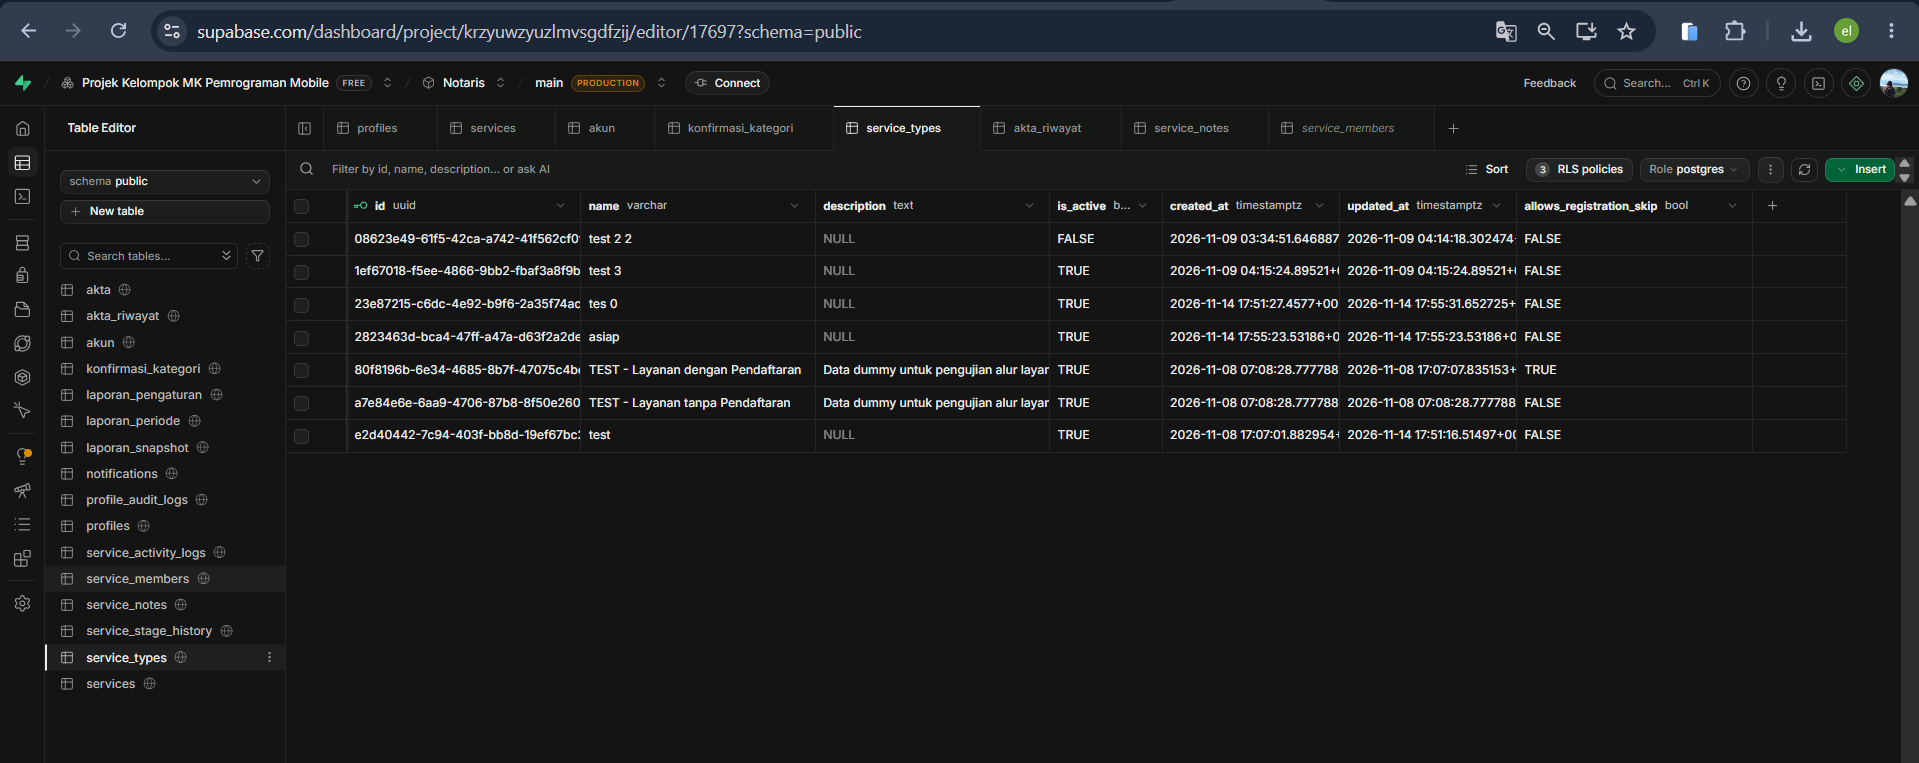 supabase.com/dashboard/project/krzyuwzyuzlmvsgdfzij/editor/17697?schema=public
el
Projek Kelompok MK Pemrograman Mobile FREE / Notaris / main PRODUCTION Connect
Feedback Search... Ctrl K
Table Editor
profiles services akun konfirmasi_kategori service_types akta_riwayat service_notes service_members
schema public
New table
Search tables...
akta
akta_riwayat
akun
konfirmasi_kategori
laporan_pengaturan
laporan_periode
laporan_snapshot
notifications
profile_audit_logs
profiles
service_activity_logs
service_members
service_notes
service_stage_history
service_types
services
Filter by id, name, description... or ask AI
Sort 3 RLS policies Role postgres Insert
id uuid name varchar description text is_active b... created_at timestamptz updated_at timestamptz allows_registration_skip bool
08623e49-61f5-42ca-a742-41f562cf0 test 2 2 NULL FALSE 2026-11-09 03:34:51.646887 2026-11-09 04:14:18.302474 FALSE
1ef67018-f5ee-4866-9bb2-fbaf3a8f9b test 3 NULL TRUE 2026-11-09 04:15:24.89521+ 2026-11-09 04:15:24.89521+ FALSE
23e87215-c6dc-4e92-b9f6-2a35f74ac tes 0 NULL TRUE 2026-11-14 17:51:27.4577+00 2026-11-14 17:55:31.652725+ FALSE
2823463d-bca4-47ff-a47a-d63f2a2de asiap NULL TRUE 2026-11-14 17:55:23.53186+0 2026-11-14 17:55:23.53186+0 FALSE
80f8196b-6e34-4685-8b7f-47075c4b TEST - Layanan dengan Pendaftaran Data dummy untuk pengujian alur layar TRUE 2026-11-08 07:08:28.777788 2026-11-08 17:07:07.835153+ TRUE
a7e84e6e-6aa9-4706-87b8-8f50e260 TEST - Layanan tanpa Pendaftaran Data dummy untuk pengujian alur layar TRUE 2026-11-08 07:08:28.777788 2026-11-08 07:08:28.777788 FALSE
e2d40442-7c94-403f-bb8d-19ef67bc test NULL TRUE 2026-11-08 17:07:01.882954+ 2026-11-14 17:51:16.51497+0 FALSE